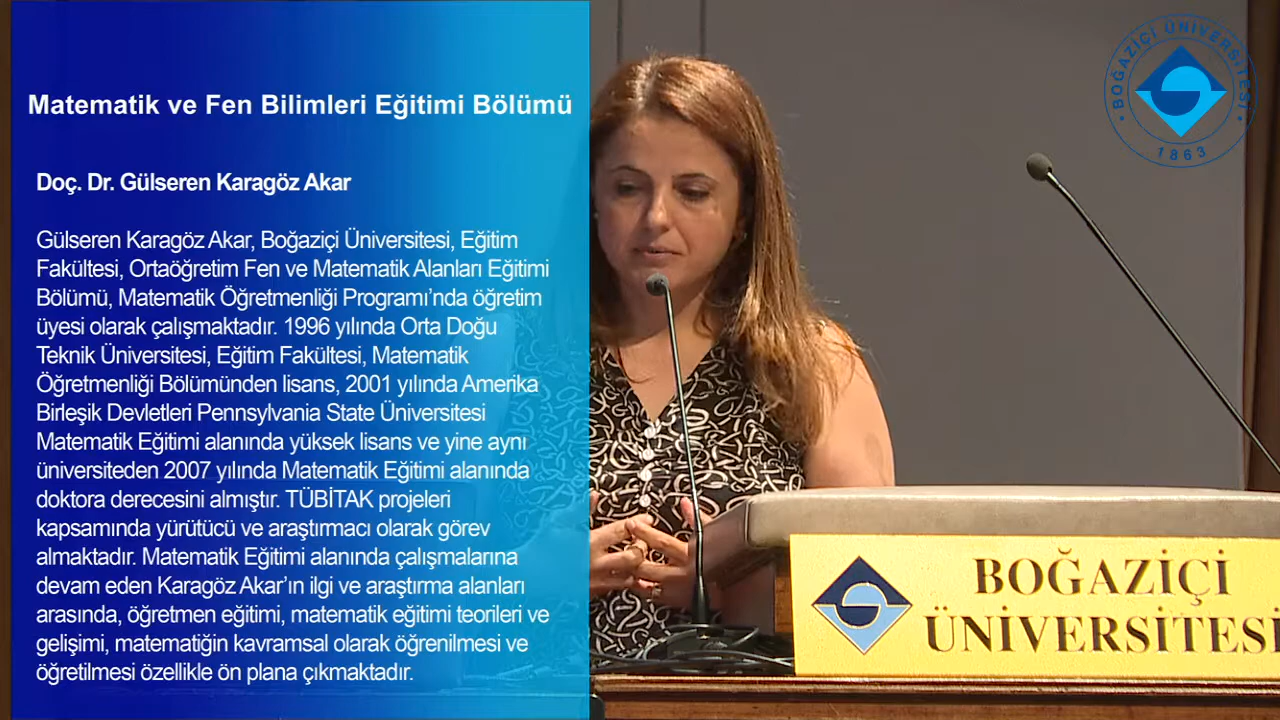 Matematik ve Fen Bilimleri Eğitimi Bölümü
Doç. Dr. Gülseren Karagöz Akar
Gülseren Karagöz Akar, Boğaziçi Üniversitesi, Eğitim
Fakültesi, Ortaöğretim Fen ve Matematik Alanları Eğitimi
Bölümü, Matematik Öğretmenliği Programı’nda öğretim
üyesi olarak çalışmaktadır. 1996 yılında Orta Doğu
Teknik Üniversitesi, Eğitim Fakültesi, Matematik
Öğretmenliği Bölümünden lisans, 2001 yılında Amerika
Birleşik Devletleri Pennsylvania State Üniversitesi
Matematik Eğitimi alanında yüksek lisans ve yine aynı
üniversiteden 2007 yılında Matematik Eğitimi alanında
doktora derecesini almıştır. TÜBİTAK projeleri
kapsamında yürütücü ve araştırmacı olarak görev
almaktadır. Matematik Eğitimi alanında çalışmalarına
devam eden Karagöz Akar’ın ilgi ve araştırma alanları
arasında, öğretmen eğitimi, matematik eğitimi teorileri ve
gelişimi, matematiğin kavramsal olarak öğrenilmesi ve
öğretilmesi özellikle ön plana çıkmaktadır.
BOĞAZİÇİ ÜNİVERSİTESİ
1863
BOĞAZİÇİ
ÜNİVERSİTESİ